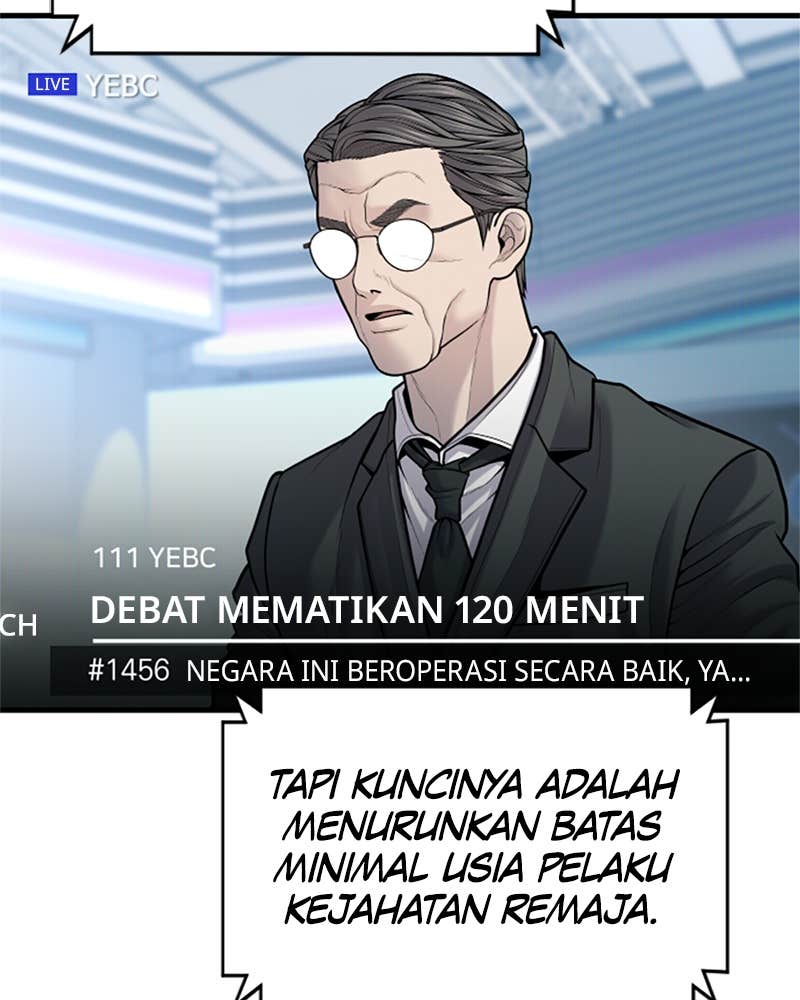 LIVE YEBC
111 YEBC
CH DEBAT MEMATIKAN 120 MENIT
#1456 NEGARA INI BEROPERASI SECARA BAIK, YA...
TAPI KUNCINYA ADALAH
MENURUNKAN BATAS
MINIMAL USIA PELAKU
KEJAHATAN REMAJA.